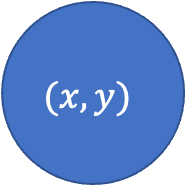 (x, y)